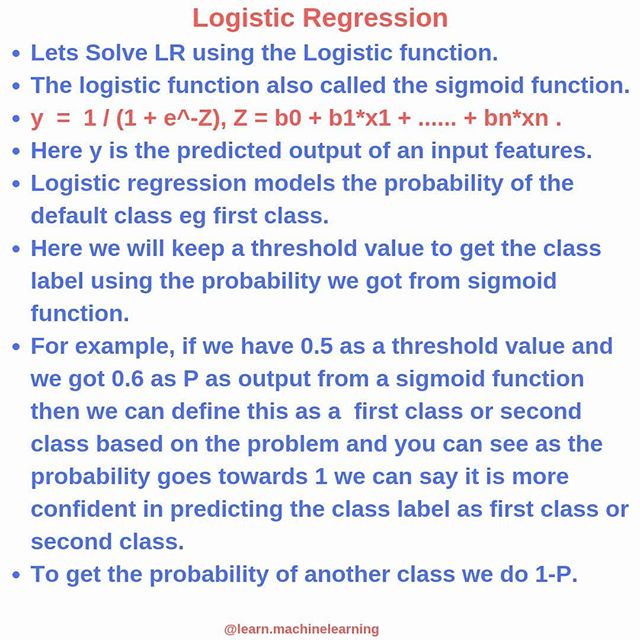 Logistic Regression
• Lets Solve LR using the Logistic function.
• The logistic function also called the sigmoid function.
• y = 1 / (1 + e^-Z), Z = b0 + b1*x1 + ...... + bn*xn .
• Here y is the predicted output of an input features.
• Logistic regression models the probability of the
default class eg first class.
• Here we will keep a threshold value to get the class
label using the probability we got from sigmoid
function.
• For example, if we have 0.5 as a threshold value and
we got 0.6 as P as output from a sigmoid function
then we can define this as a first class or second
class based on the problem and you can see as the
probability goes towards 1 we can say it is more
confident in predicting the class label as first class or
second class.
• To get the probability of another class we do 1-P.
@learn.machinelearning